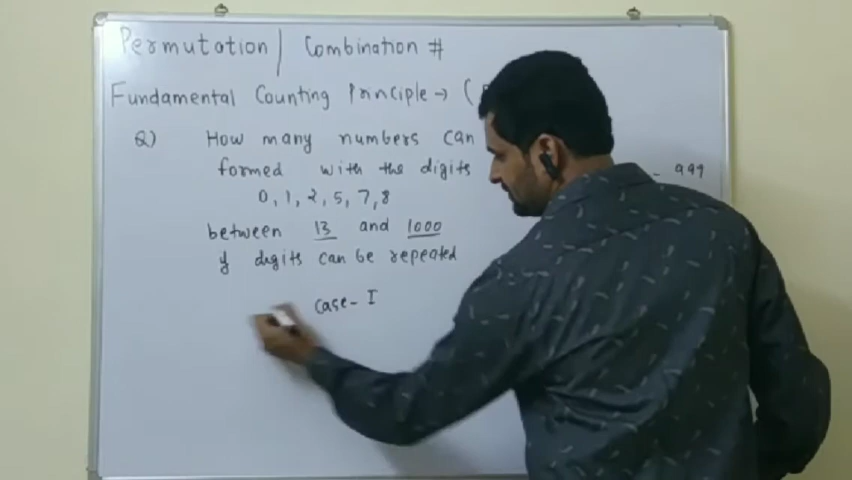 Permutation | Combination #
Fundamental Counting Principle → (
Q) How many numbers can
formed with the digits
0, 1, 2, 5, 7, 8
- 999
between 13 and 1000
if digits can be repeated
case - I